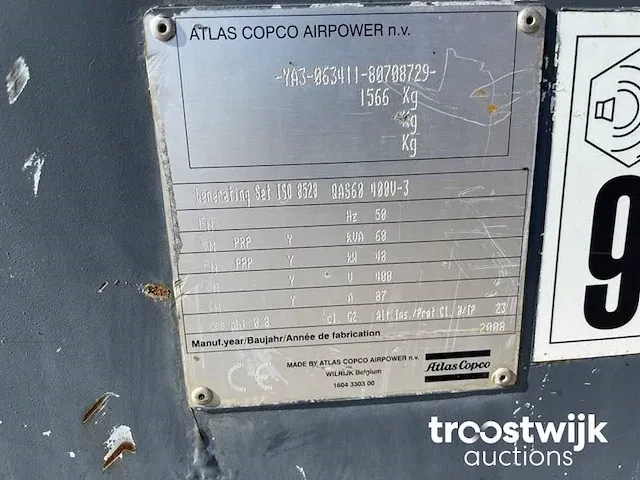 ATLAS COPCO AIRPOWER n.v.
-YA3-063411-80708729-
1566 Kg
Kg
Kg
Generating Set ISO 8528 QAS60 400V-3
Hz 50
PRP Y kVA 60
PRP Y kW 48
Y V 400
Y A 87
cos phi 0.8 cl. G2 Alt.ins./Prot.Cl. H/IP 23
Manuf.year/Baujahr/Année de fabrication 2008
MADE BY ATLAS COPCO AIRPOWER n.v.
WILRIJK Belgium
1604 3303 00
CE
Atlas Copco
9
troostwijk
auctions